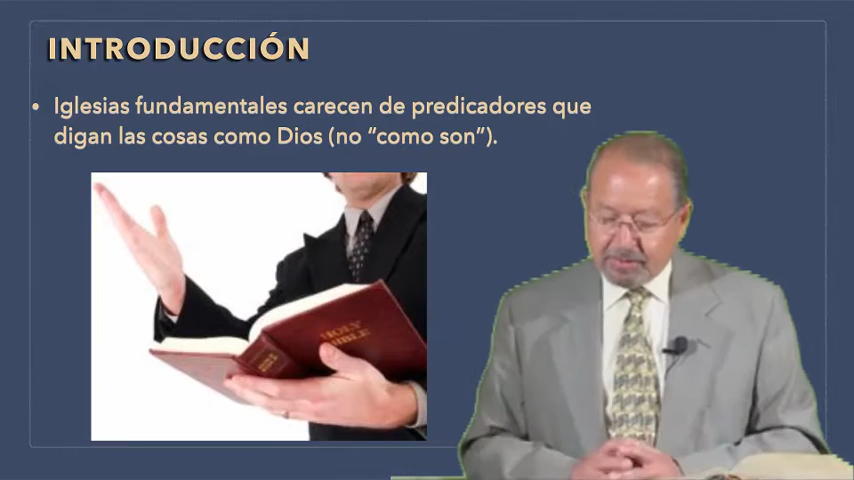 INTRODUCCIÓN
• Iglesias fundamentales carecen de predicadores que
digan las cosas como Dios (no “como son”).
HOLY
BIBLE